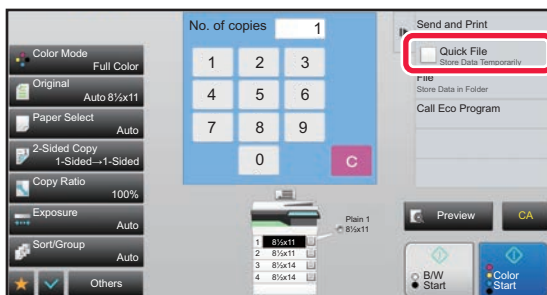 No. of copies 1
Send and Print
Quick File
Store Data Temporarily
File
Store Data in Folder
Call Eco Program
Color Mode
Full Color
Original
Auto 8½x11
Paper Select
Auto
2-Sided Copy
1-Sided→1-Sided
Copy Ratio
100%
Exposure
Auto
Sort/Group
Auto
Others
1 2 3
4 5 6
7 8 9
0 C
Plain 1
8½x11
1 8½x11
2 8½x11
3 8½x14
4 8½x14
Preview
CA
B/W
Start
Color
Start